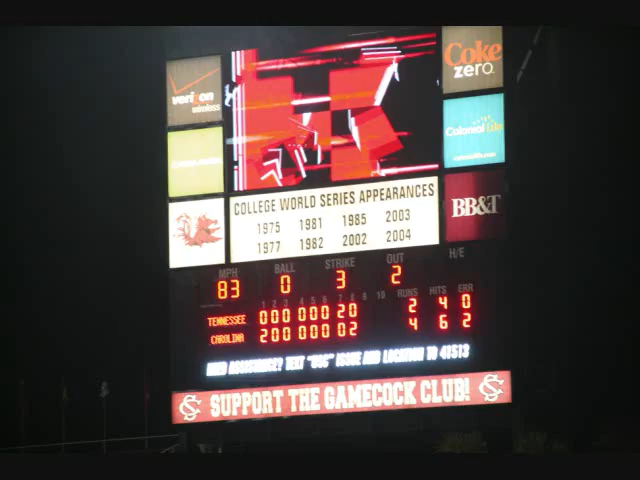 verizon
wireless
K
Coke
zero
Colonial Life
BB&T
COLLEGE WORLD SERIES APPEARANCES
1975 1981 1985 2003
1977 1982 2002 2004
MPH BALL STRIKE OUT H/E
83 0 3 2
1 2 3 4 5 6 7 8 9 10 RUNS HITS ERR
TENNESSEE 000 000 20 2 4 0
CAROLINA 200 000 02 4 6 2
NEED ASSISTANCE? TEXT "USC" ISSUE AND LOCATION TO 41513
SC SUPPORT THE GAMECOCK CLUB! SC